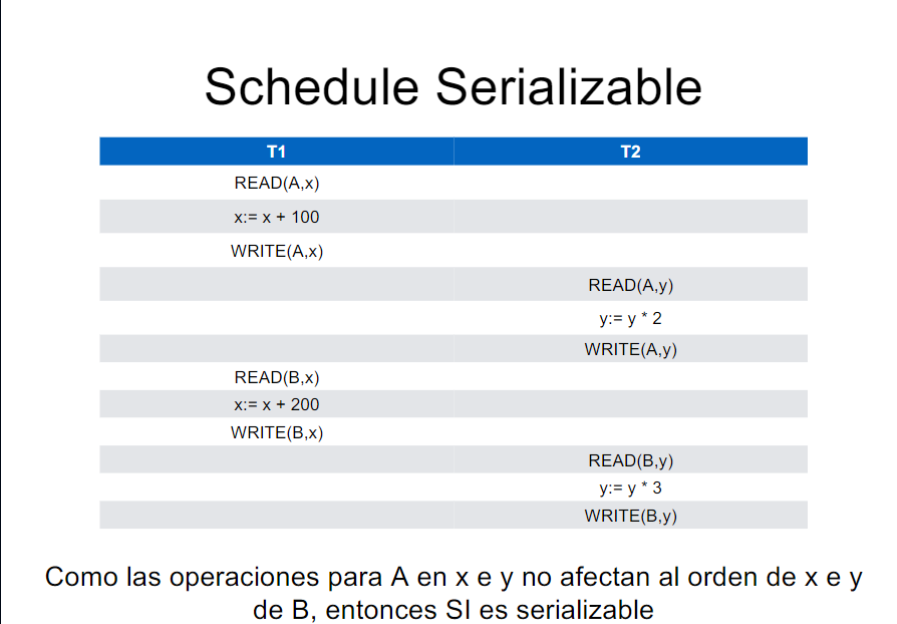 Schedule Serializable
T1 T2
READ(A,x)
x:= x + 100
WRITE(A,x)
READ(A,y)
y:= y * 2
WRITE(A,y)
READ(B,x)
x:= x + 200
WRITE(B,x)
READ(B,y)
y:= y * 3
WRITE(B,y)
Como las operaciones para A en x e y no afectan al orden de x e y
de B, entonces SI es serializable